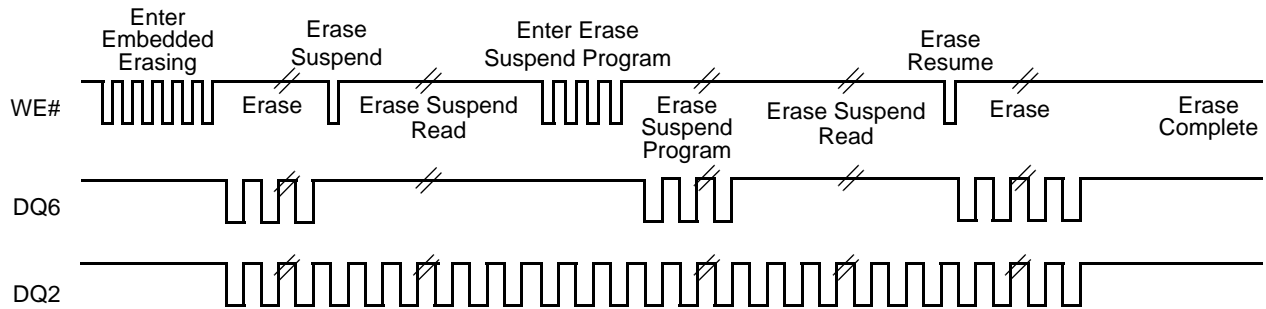 Enter
Embedded
Erasing
Erase
Suspend
Enter Erase
Suspend Program
Erase
Resume
WE#
Erase
Erase Suspend
Read
Erase
Suspend
Program
Erase Suspend
Read
Erase
Erase
Complete
DQ6
DQ2